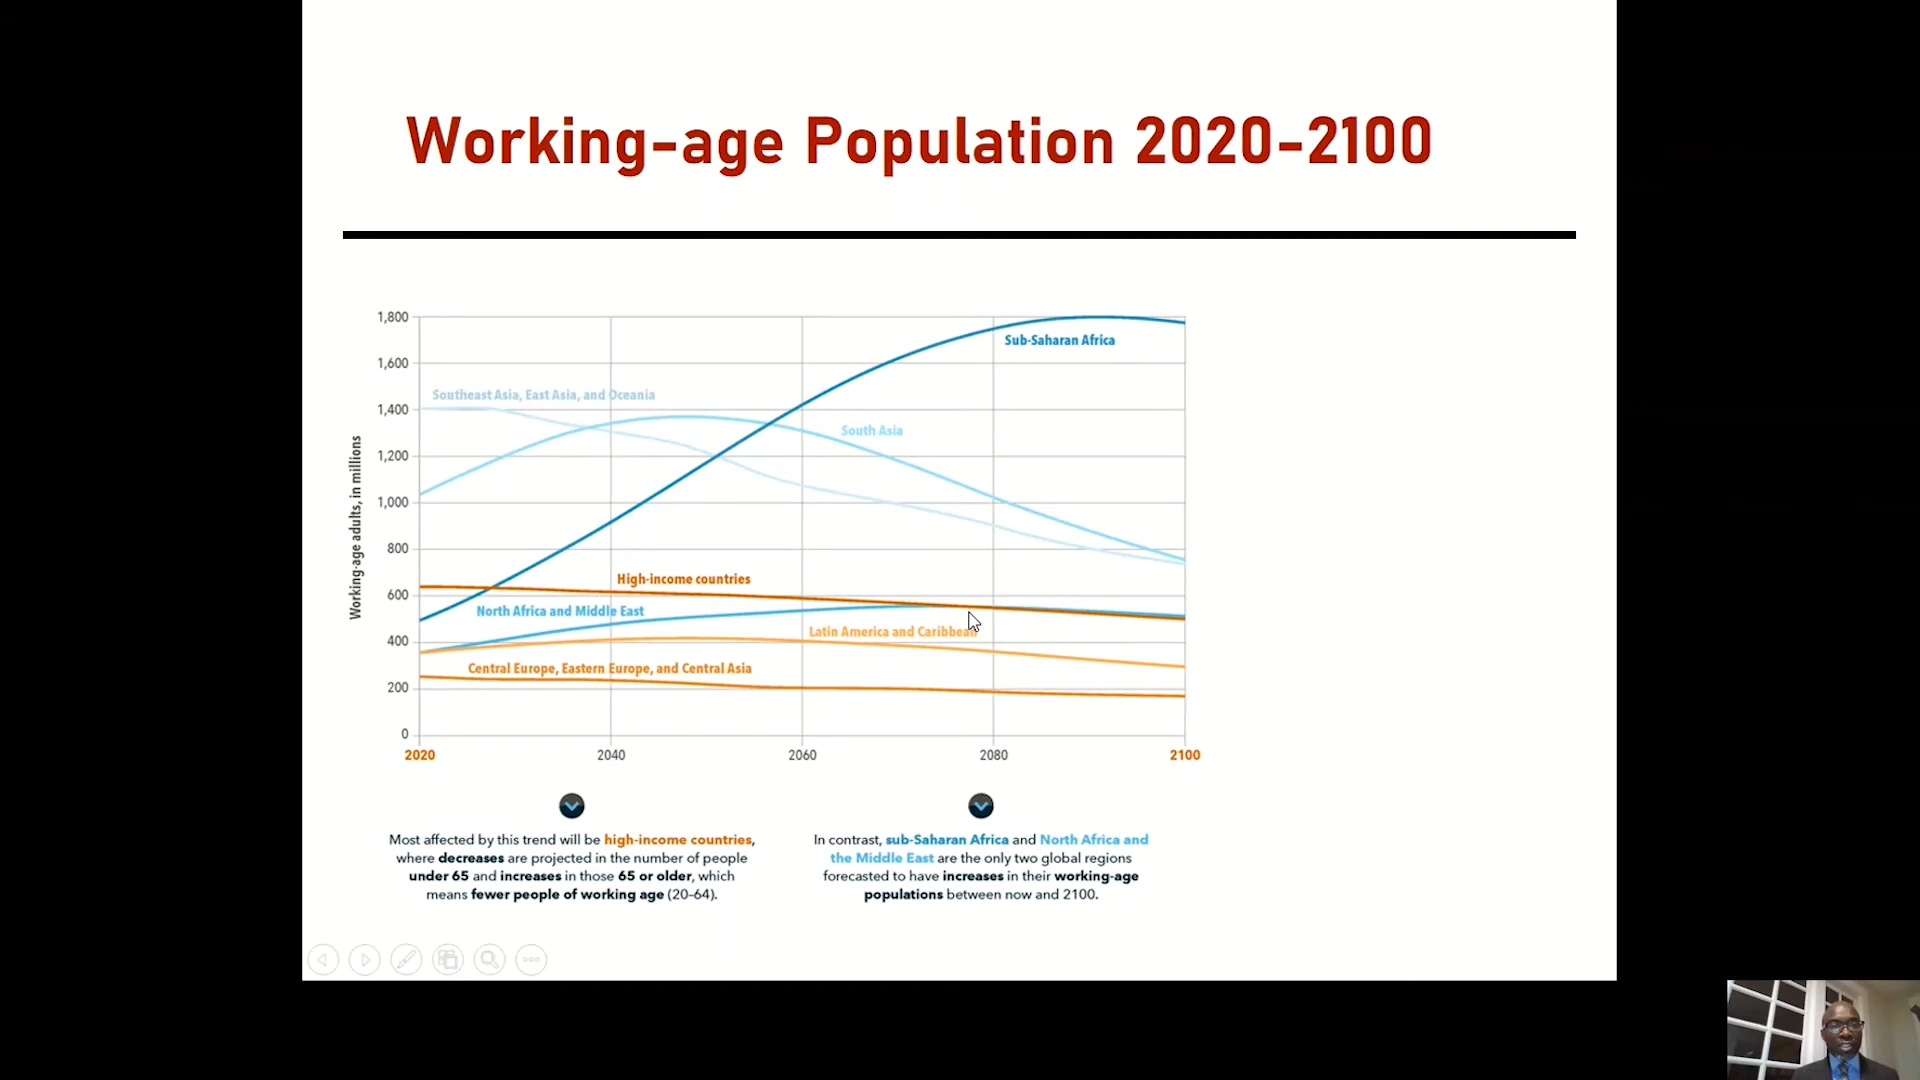 Working-age Population 2020-2100
Working-age adults, in millions
1,800
1,600
1,400
1,200
1,000
800
600
400
200
0
Sub-Saharan Africa
Southeast Asia, East Asia, and Oceania
South Asia
High-income countries
North Africa and Middle East
Latin America and Caribbean
Central Europe, Eastern Europe, and Central Asia
2020 2040 2060 2080 2100
Most affected by this trend will be high-income countries,
where decreases are projected in the number of people
under 65 and increases in those 65 or older, which
means fewer people of working age (20–64).
In contrast, sub-Saharan Africa and North Africa and
the Middle East are the only two global regions
forecasted to have increases in their working-age
populations between now and 2100.